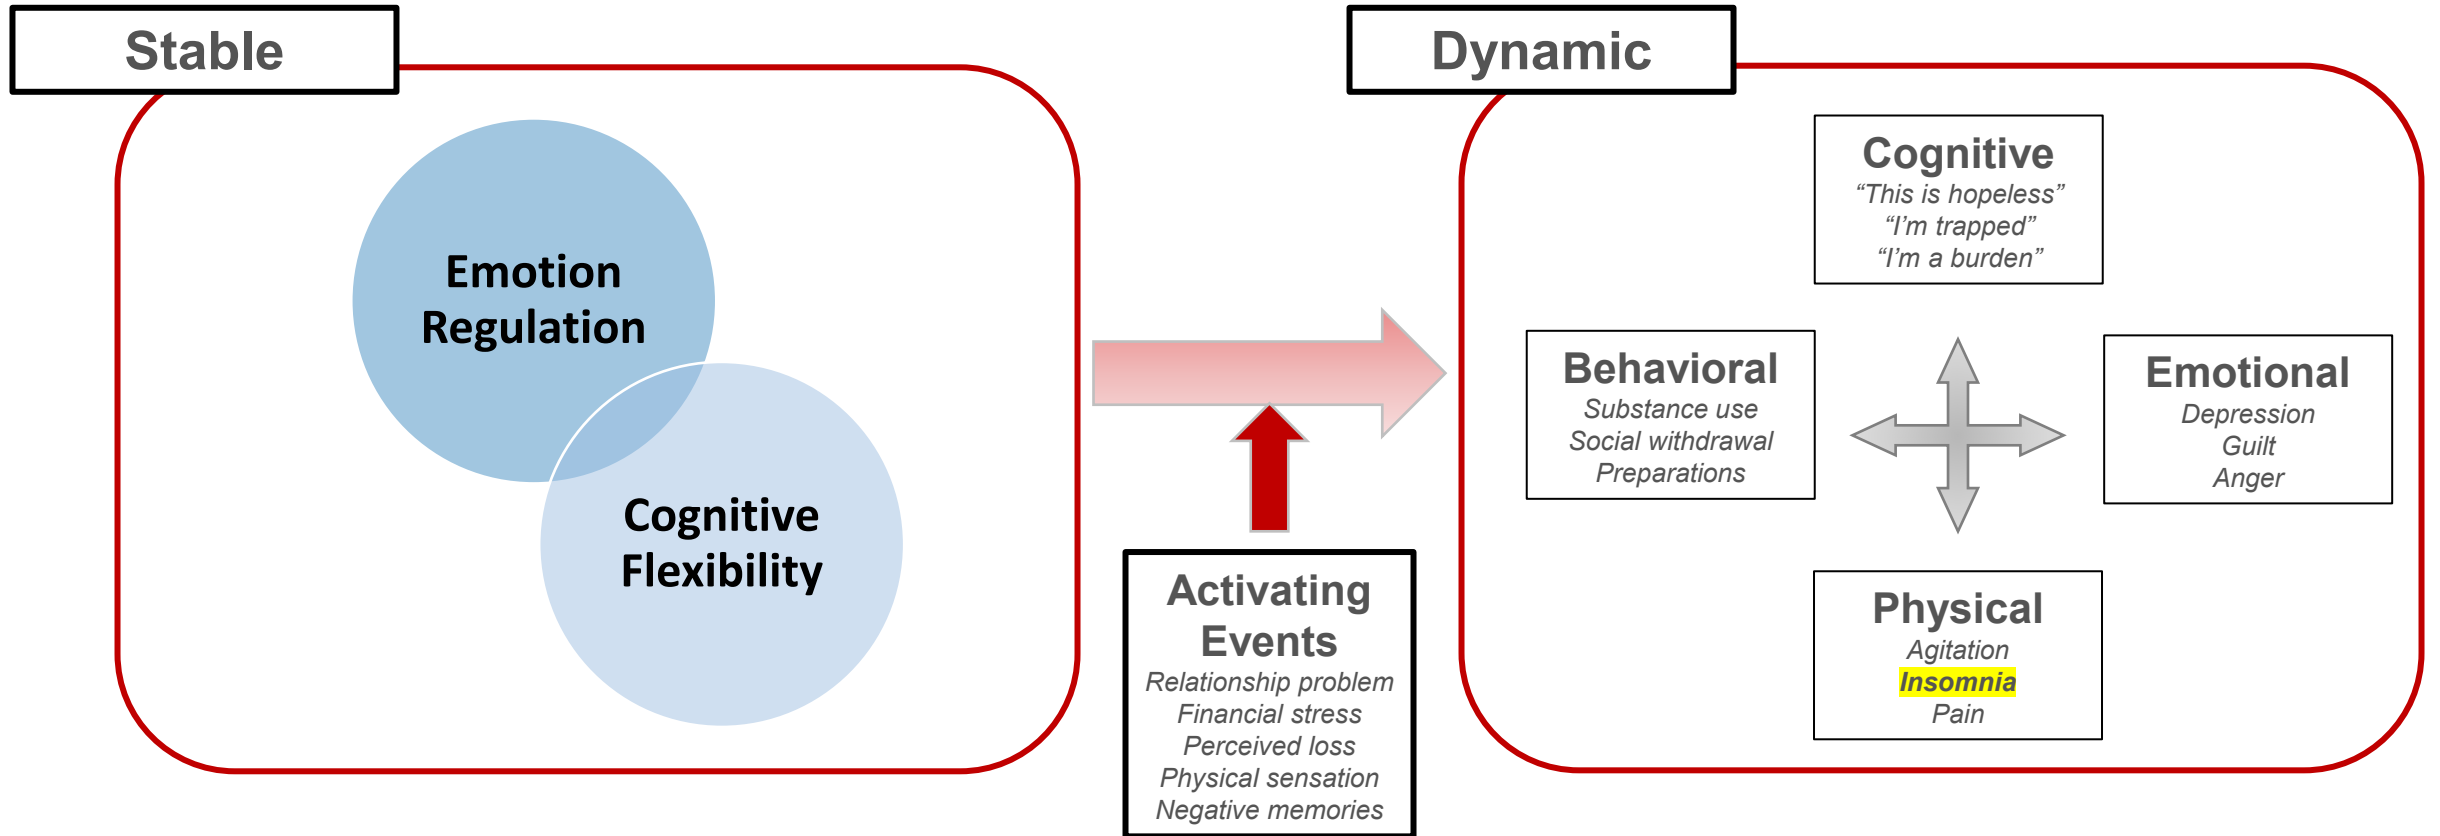 Stable
Emotion
Regulation
Cognitive
Flexibility
Activating
Events
Relationship problem
Financial stress
Perceived loss
Physical sensation
Negative memories
Dynamic
Cognitive
“This is hopeless”
“I’m trapped”
“I’m a burden”
Behavioral
Substance use
Social withdrawal
Preparations
Emotional
Depression
Guilt
Anger
Physical
Agitation
Insomnia
Pain